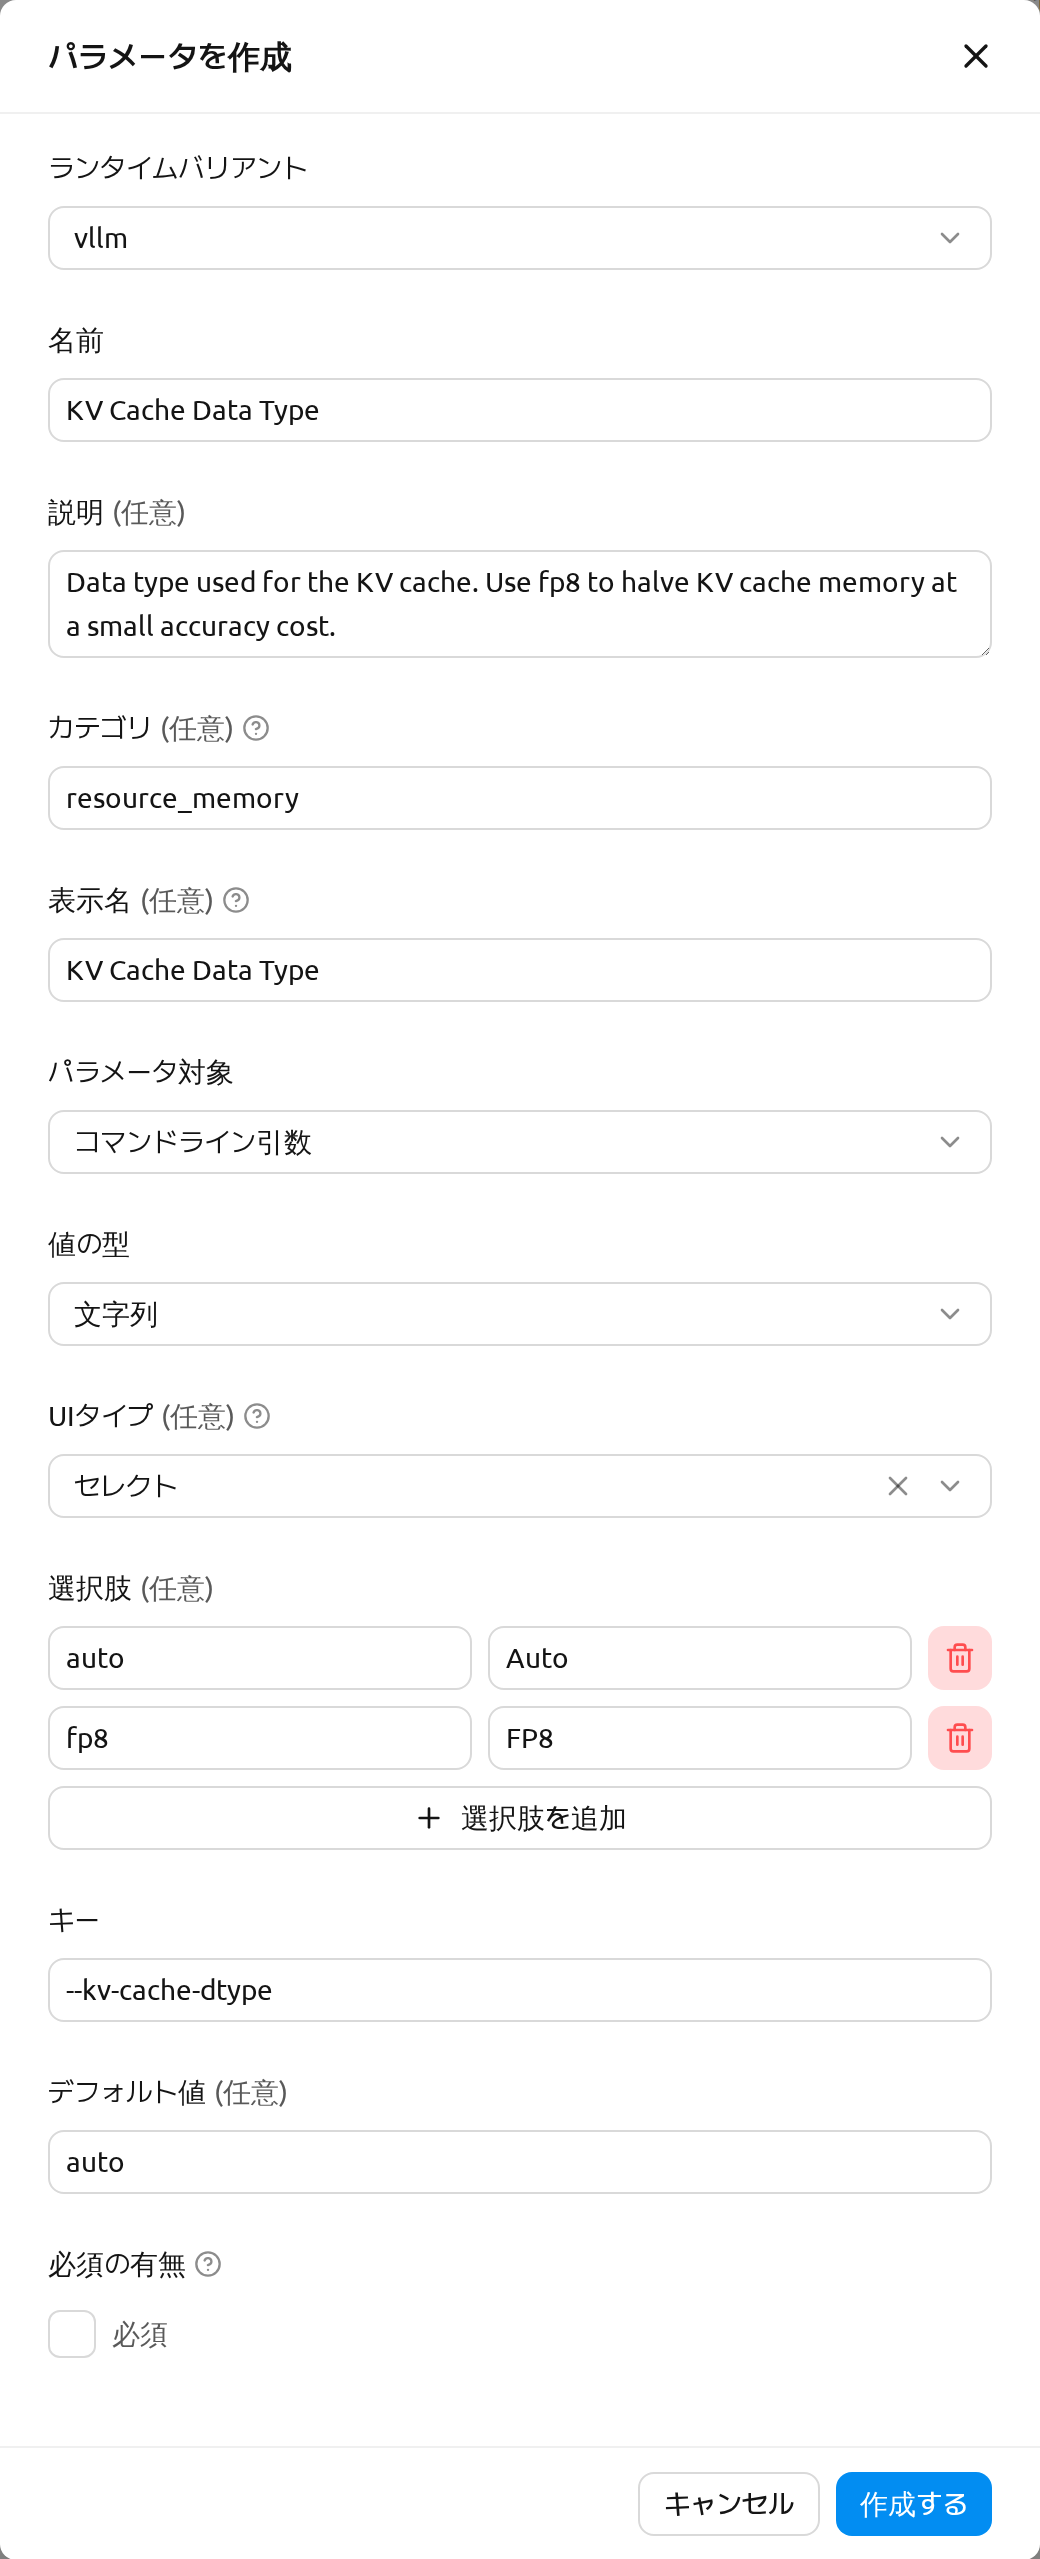 パラメータを作成
ランタイムバリアント
vllm
名前
KV Cache Data Type
説明 (任意)
Data type used for the KV cache. Use fp8 to halve KV cache memory at
a small accuracy cost.
カテゴリ (任意)
resource_memory
表示名 (任意)
KV Cache Data Type
パラメータ対象
コマンドライン引数
値の型
文字列
UIタイプ (任意)
セレクト
選択肢 (任意)
auto Auto
fp8 FP8
選択肢を追加
キー
--kv-cache-dtype
デフォルト値 (任意)
auto
必須の有無
必須
キャンセル 作成する